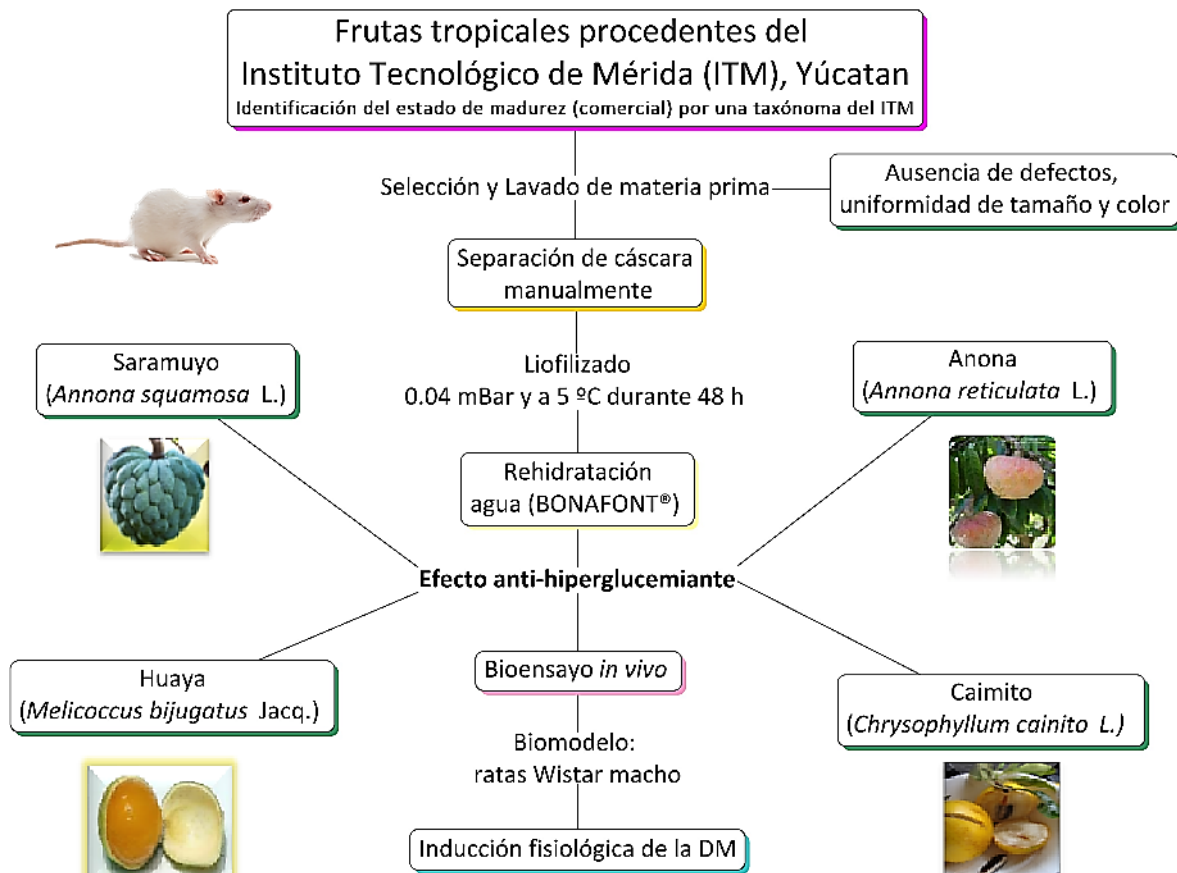 Frutas tropicales procedentes del
Instituto Tecnológico de Mérida (ITM), Yúcatan
Identificación del estado de madurez (comercial) por una taxónoma del ITM
Selección y Lavado de materia prima
Ausencia de defectos,
uniformidad de tamaño y color
Separación de cáscara
manualmente
Saramuyo
(Annona squamosa L.)
Liofilizado
0.04 mBar y a 5 ºC durante 48 h
Anona
(Annona reticulata L.)
Rehidratación
agua (BONAFONT®)
Efecto anti-hiperglucemiante
Huaya
(Melicoccus bijugatus Jacq.)
Bioensayo in vivo
Caimito
(Chrysophyllum cainito L.)
Biomodelo:
ratas Wistar macho
Inducción fisiológica de la DM